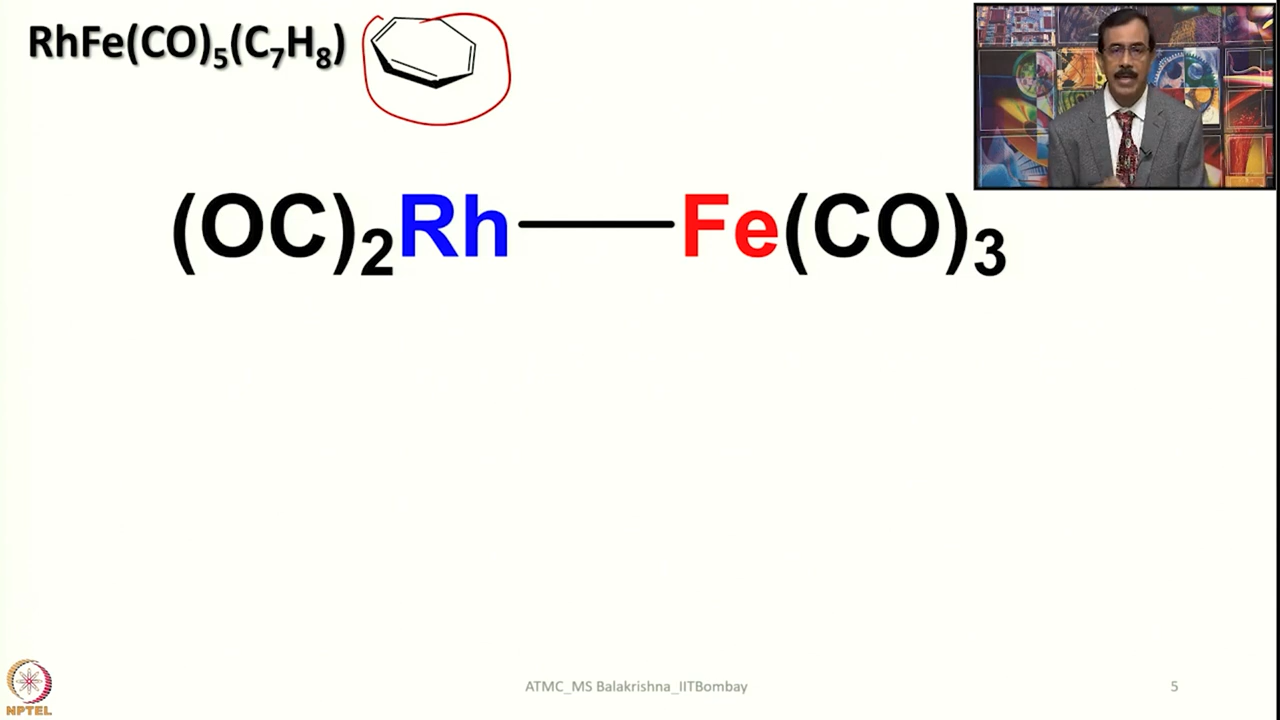 RhFe(CO)₅(C₇H₈)
(OC)₂Rh—Fe(CO)₃
NPTEL
ATMC_MS Balakrishna_IITBombay
5